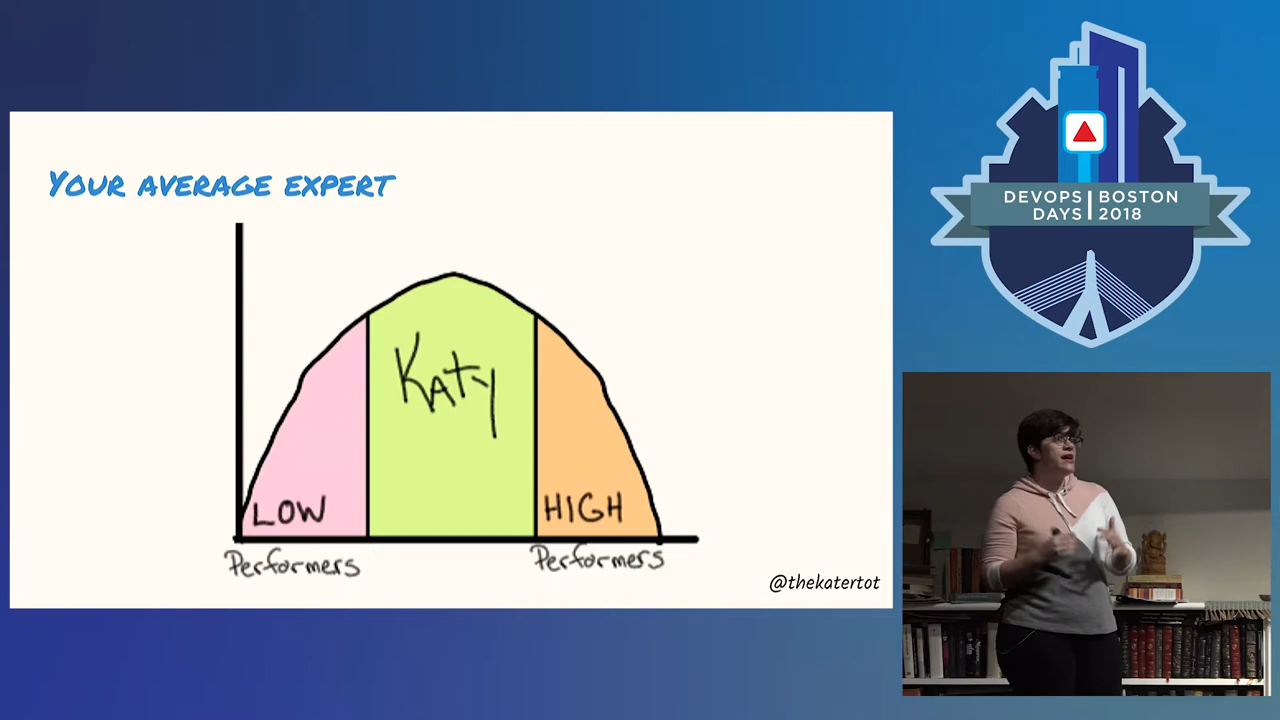 YOUR AVERAGE EXPERT
KATY
LOW
HIGH
Performers
Performers
@thekatertot
DEVOPS
DAYS
BOSTON
2018